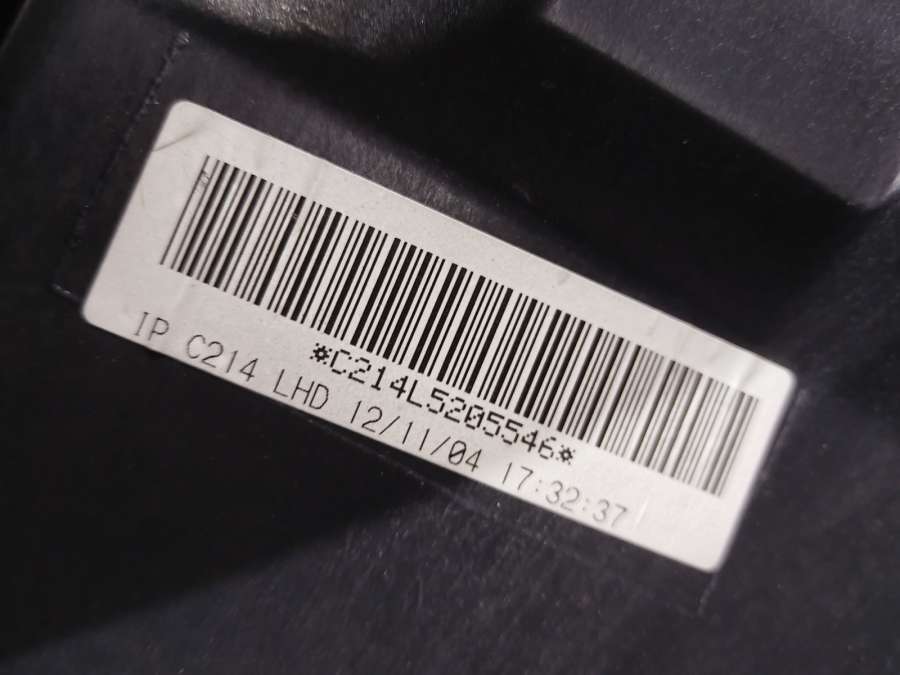 *C214L5205546*
IP C214 LHD 12/11/04 17:32:37